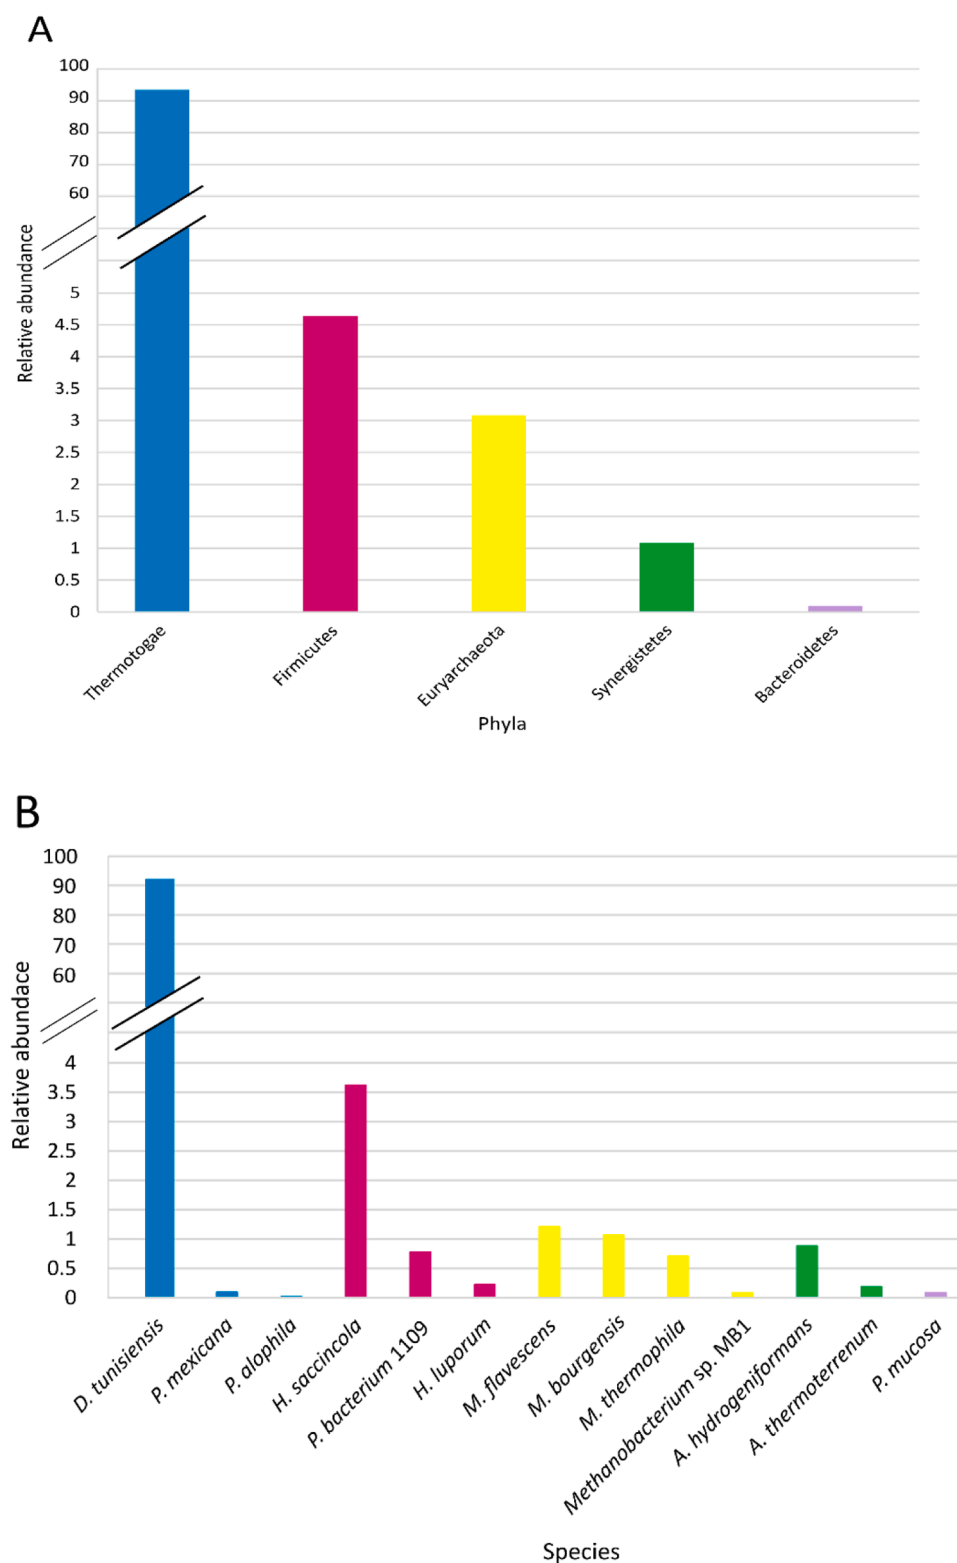 A
100
90
80
70
60
5
4.5
4
3.5
3
2.5
2
1.5
1
0.5
0
Relative abundance
Thermotogae
Firmicutes
Euryarchaeota
Synergistetes
Bacteroidetes
Phyla
B
100
90
80
70
60
4
3.5
3
2.5
2
1.5
1
0.5
0
Relative abundace
D. tunisiensis
P. mexicana
P. alophila
H. saccincola
P. bacterium 1109
H. luporum
M. flavescens
M. bourgensis
M. thermophila
Methanobacterium sp. MB1
A. hydrogeniformans
A. thermoterrenum
P. mucosa
Species